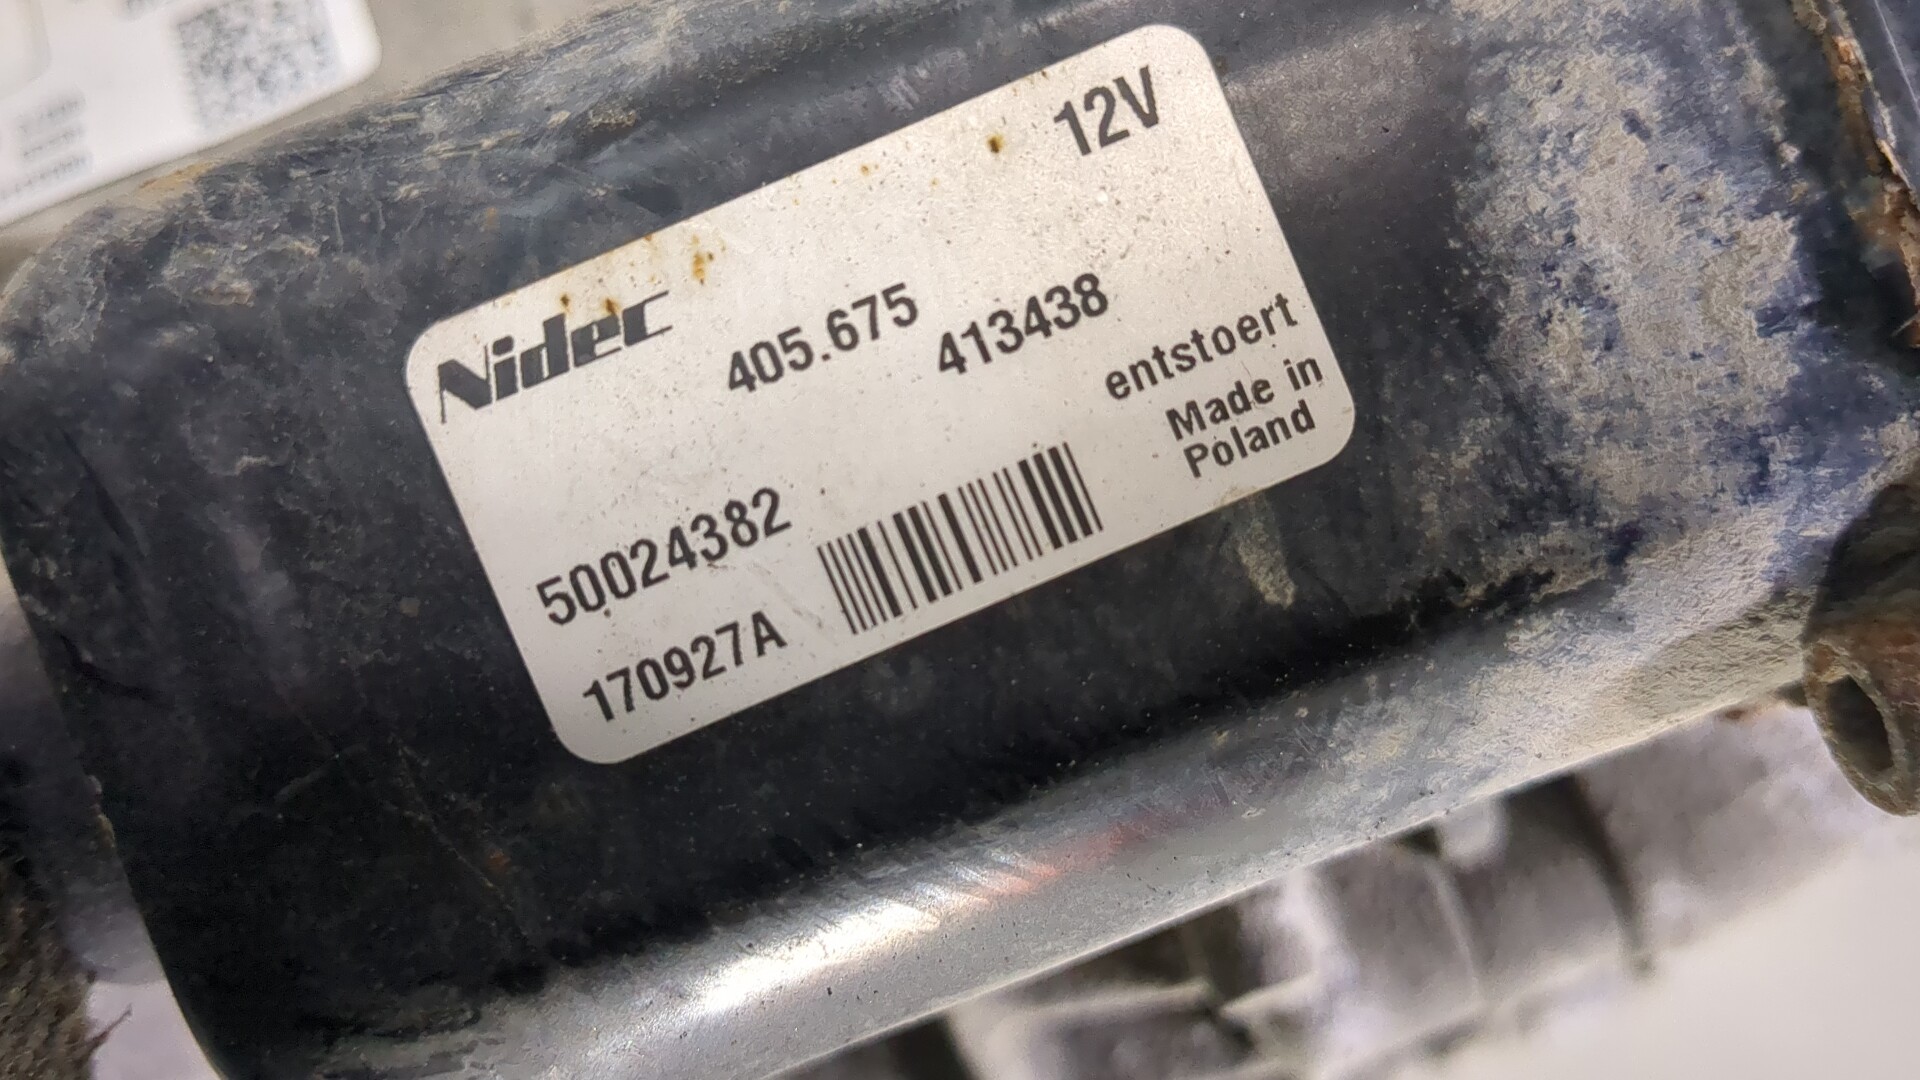 12V
Nidec 405.675 413438
entstoert
Made in
Poland
50024382
170927A